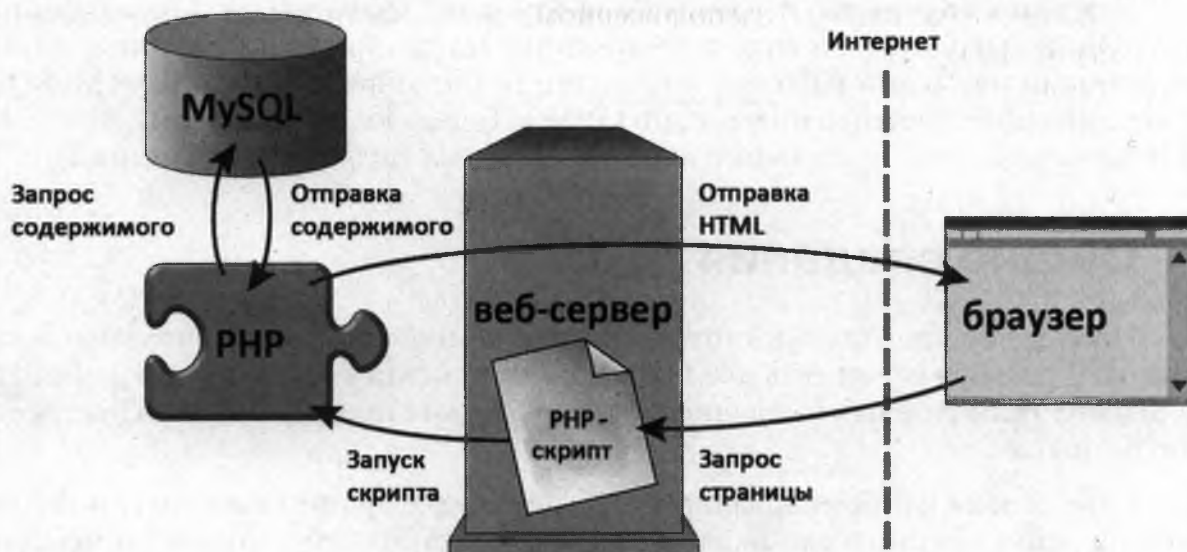 Интернет
MySQL
Запрос
содержимого
Отправка
содержимого
Отправка
HTML
PHP
веб-сервер
браузер
PHP-
скрипт
Запуск
скрипта
Запрос
страницы